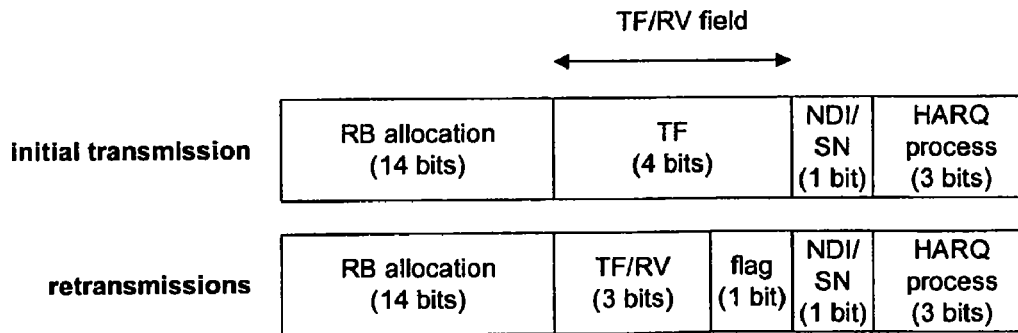 TF/RV field
initial transmission
RB allocation
(14 bits)
TF
(4 bits)
NDI/
SN
(1 bit)
HARQ
process
(3 bits)
retransmissions
RB allocation
(14 bits)
TF/RV
(3 bits)
flag
(1 bit)
NDI/
SN
(1 bit)
HARQ
process
(3 bits)